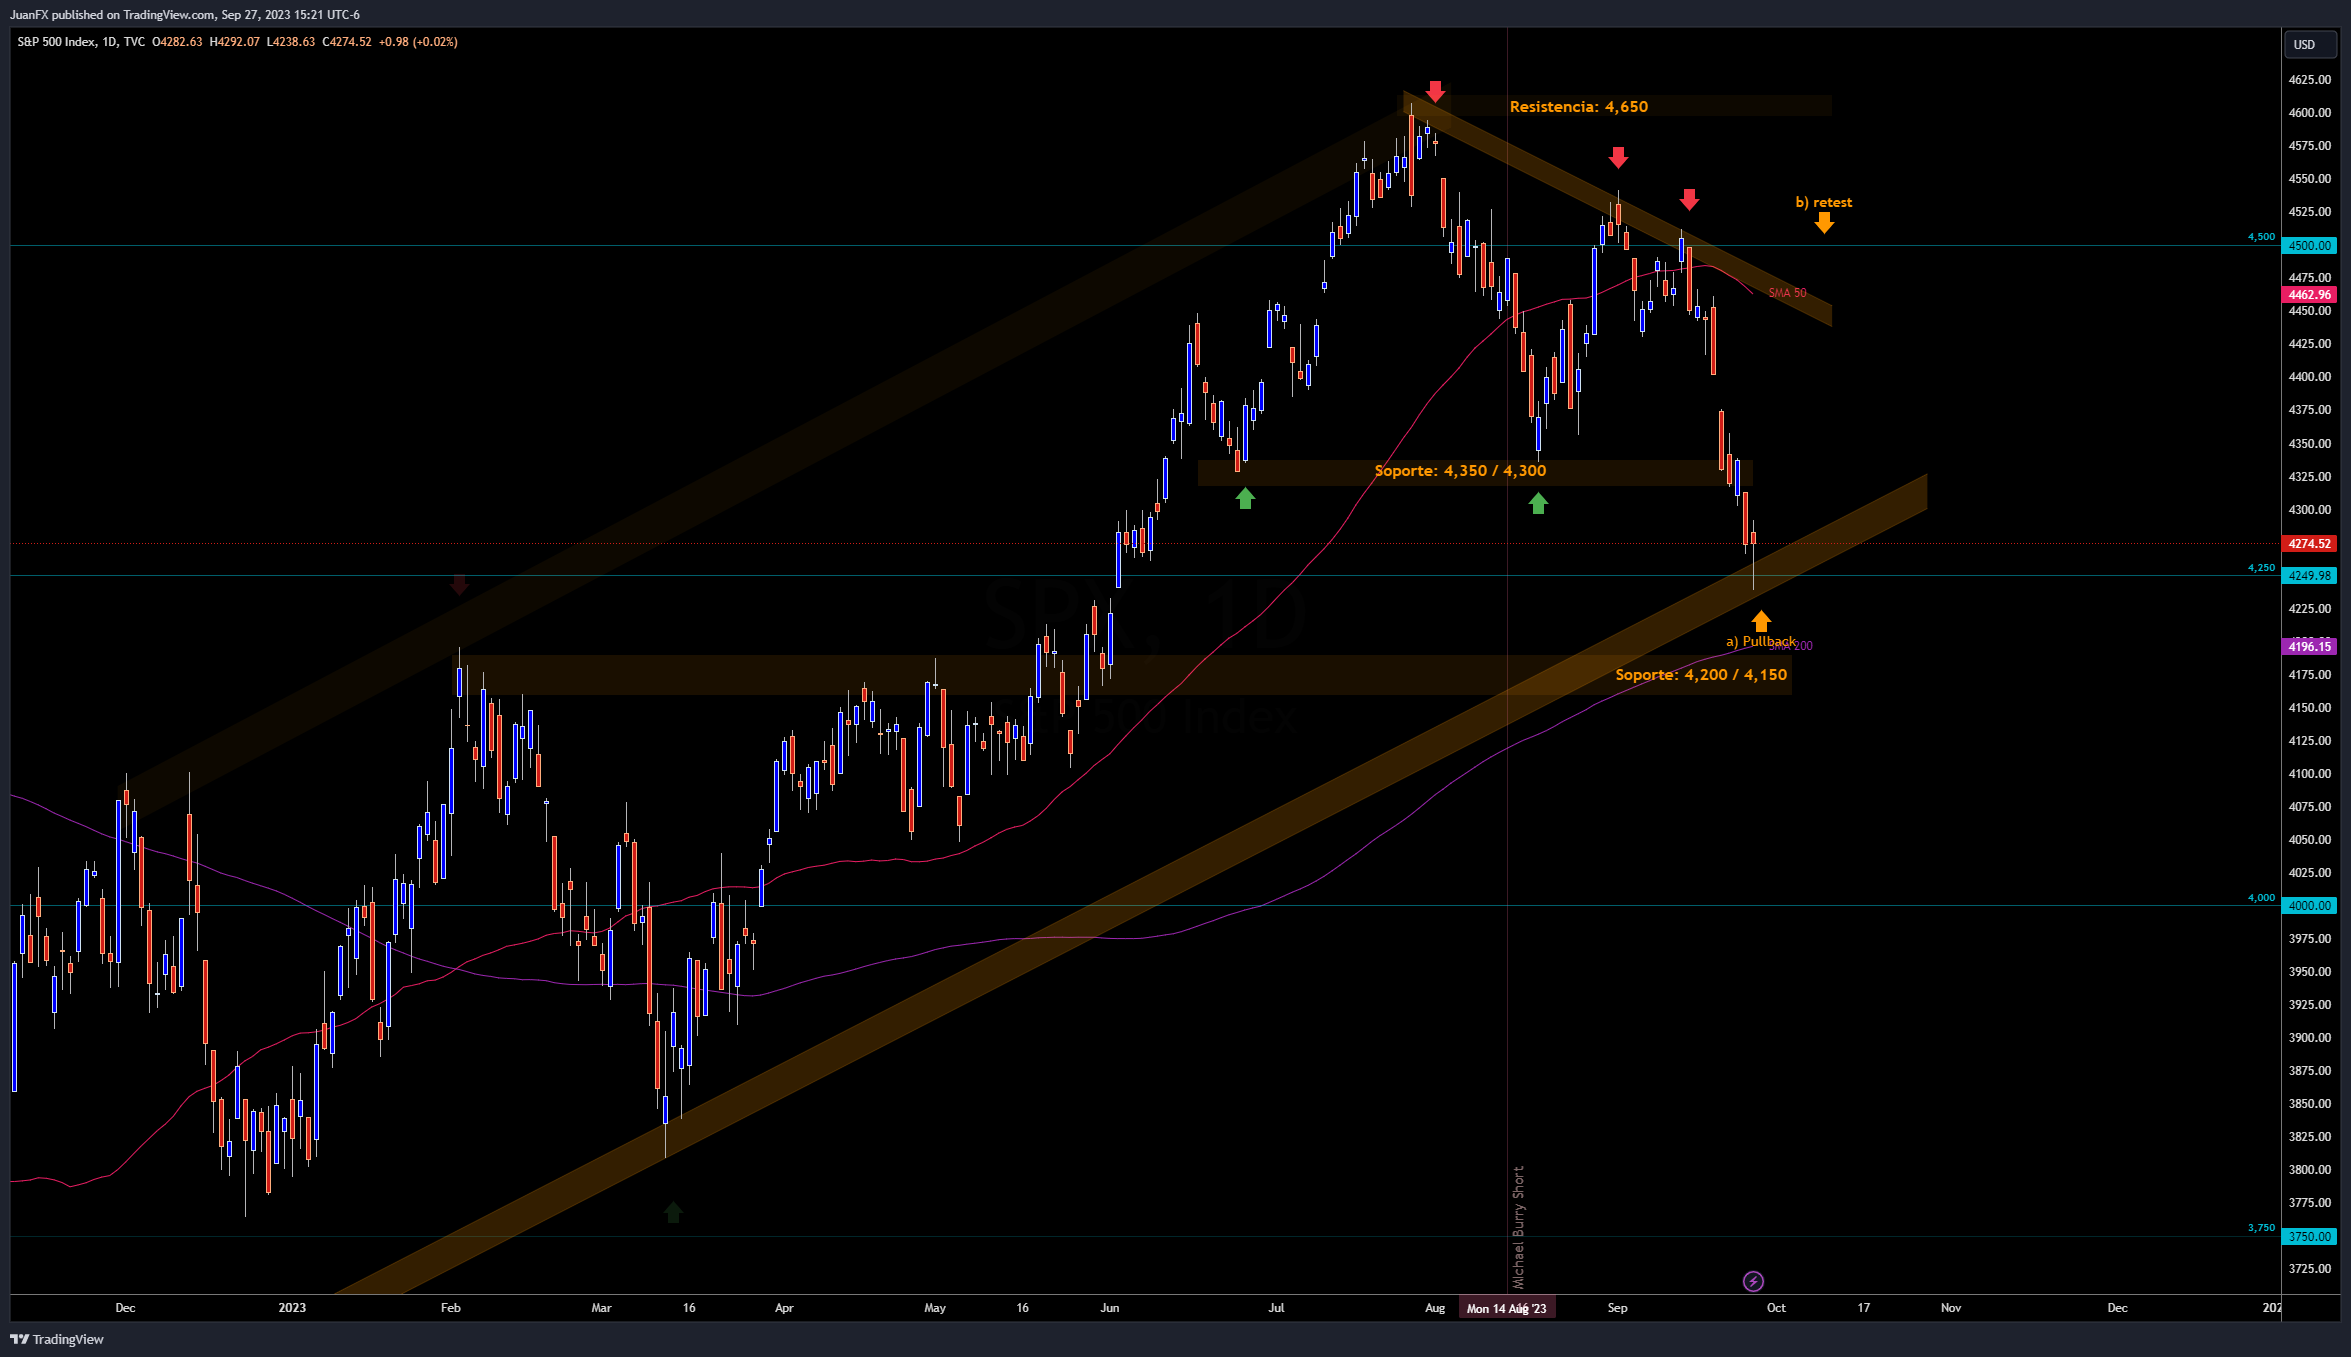 JuanFX published on TradingView.com, Sep 27, 2023 15:21 UTC-6
S&P 500 Index, 1D, TVC O4282.63 H4292.07 L4238.63 C4274.52 +0.98 (+0.02%)
USD
4625.00
Resistencia: 4,650
4600.00
4575.00
4550.00
b) retest
4525.00
4,500
4500.00
4475.00
SMA 50
4462.96
4450.00
4425.00
4400.00
4375.00
4350.00
Soporte: 4,350 / 4,300
4325.00
4300.00
4274.52
4,250
4249.98
SPX, 1D
4225.00
a) Pullback
SMA 200
4196.15
Soporte: 4,200 / 4,150
4175.00
4150.00
S&P 500 Index
4125.00
4100.00
4075.00
4050.00
4025.00
4,000
4000.00
3975.00
3950.00
3925.00
3900.00
3875.00
3850.00
3825.00
3800.00
3775.00
Michael Burry Short
3,750
3750.00
3725.00
Dec 2023 Feb Mar 16 Apr May 16 Jun Jul Aug Mon 14 Aug '23 Sep Oct 17 Nov Dec
TradingView